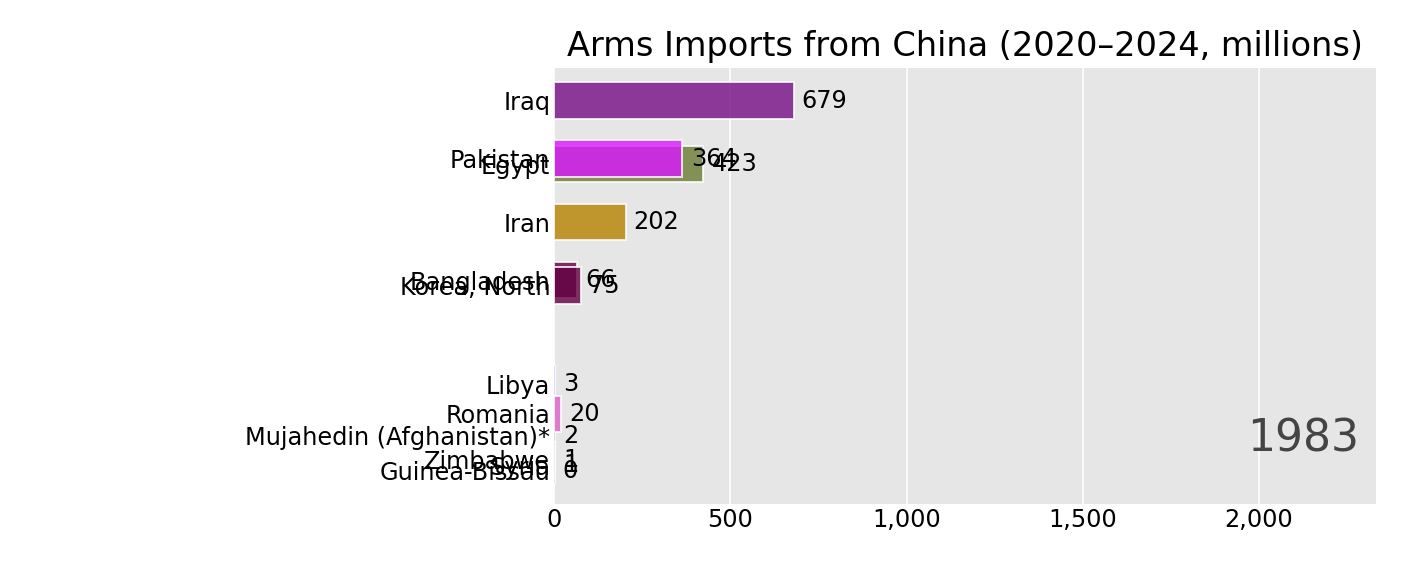 Arms Imports from China (2020–2024, millions)
Iraq 679
Pakistan 364
Egypt 423
Iran 202
Bangladesh 66
Korea, North 75
Libya 3
Romania 20
Mujahedin (Afghanistan)* 2
Zimbabwe 1
Guinea-Bissau 0
1983
0 500 1,000 1,500 2,000